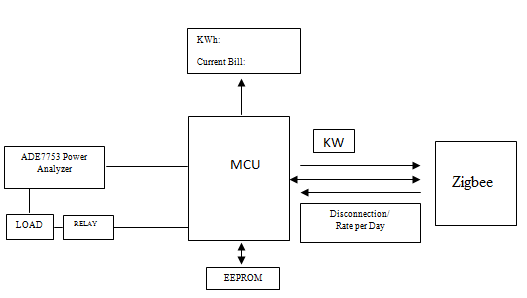 KWh:
Current Bill:
ADE7753 Power
Analyzer
MCU
KW
Zigbee
LOAD
RELAY
Disconnection/
Rate per Day
EEPROM